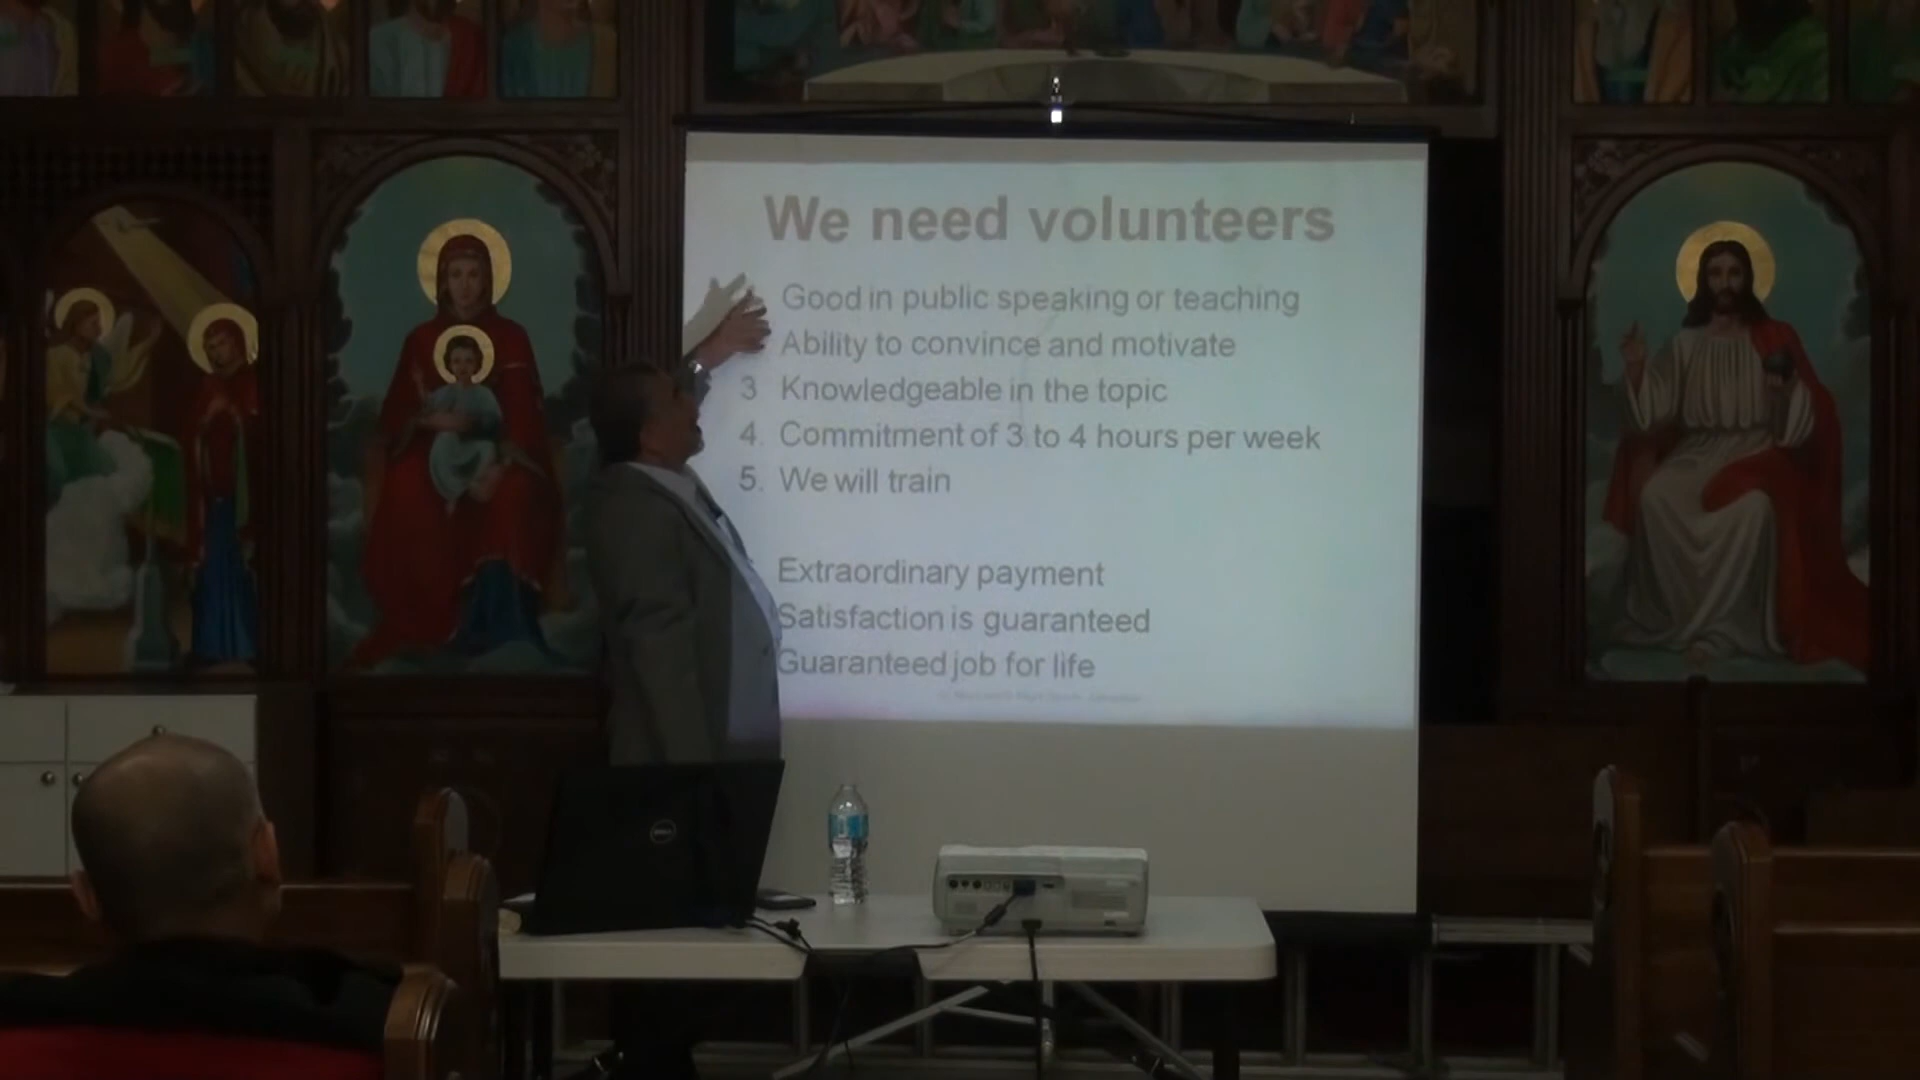 We need volunteers
Good in public speaking or teaching
Ability to convince and motivate
3 Knowledgeable in the topic
4. Commitment of 3 to 4 hours per week
5. We will train
Extraordinary payment
Satisfaction is guaranteed
Guaranteed job for life
DELL